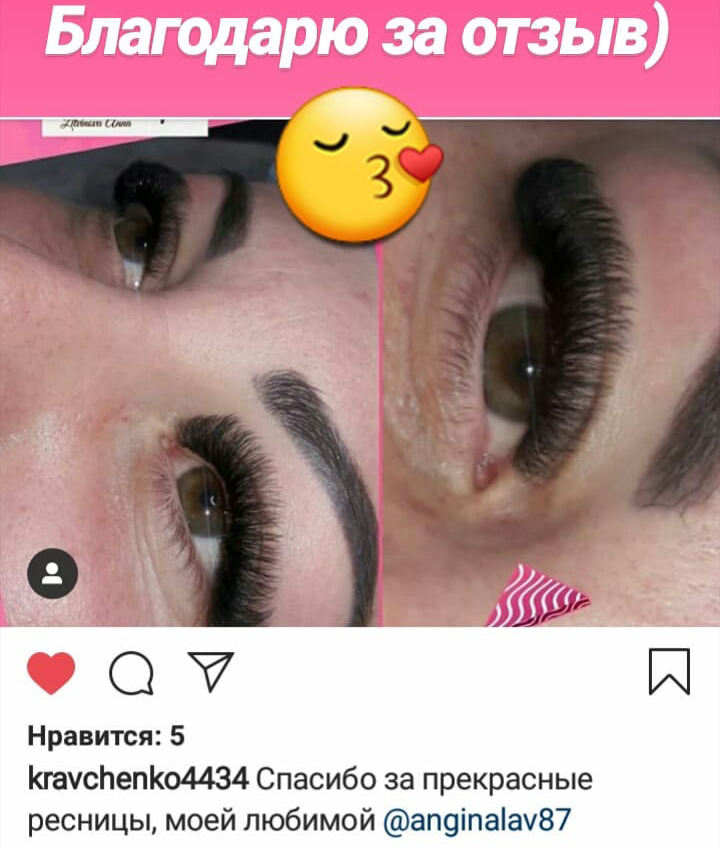 Благодарю за отзыв)
Нравится: 5
kravchenko4434 Спасибо за прекрасные
ресницы, моей любимой @anginalav87